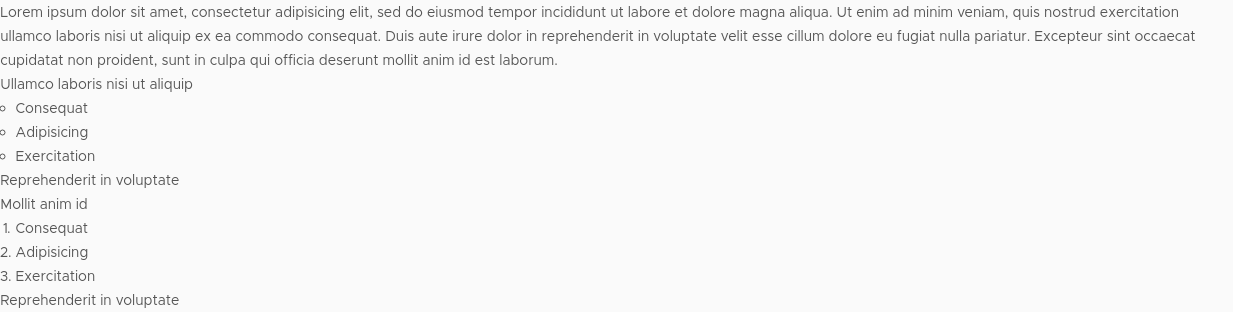 Lorem ipsum dolor sit amet, consectetur adipisicing elit, sed do eiusmod tempor incididunt ut labore et dolore magna aliqua. Ut enim ad minim veniam, quis nostrud exercitation
ullamco laboris nisi ut aliquip ex ea commodo consequat. Duis aute irure dolor in reprehenderit in voluptate velit esse cillum dolore eu fugiat nulla pariatur. Excepteur sint occaecat
cupidatat non proident, sunt in culpa qui officia deserunt mollit anim id est laborum.
Ullamco laboris nisi ut aliquip
◦ Consequat
◦ Adipisicing
◦ Exercitation
Reprehenderit in voluptate
Mollit anim id
1. Consequat
2. Adipisicing
3. Exercitation
Reprehenderit in voluptate